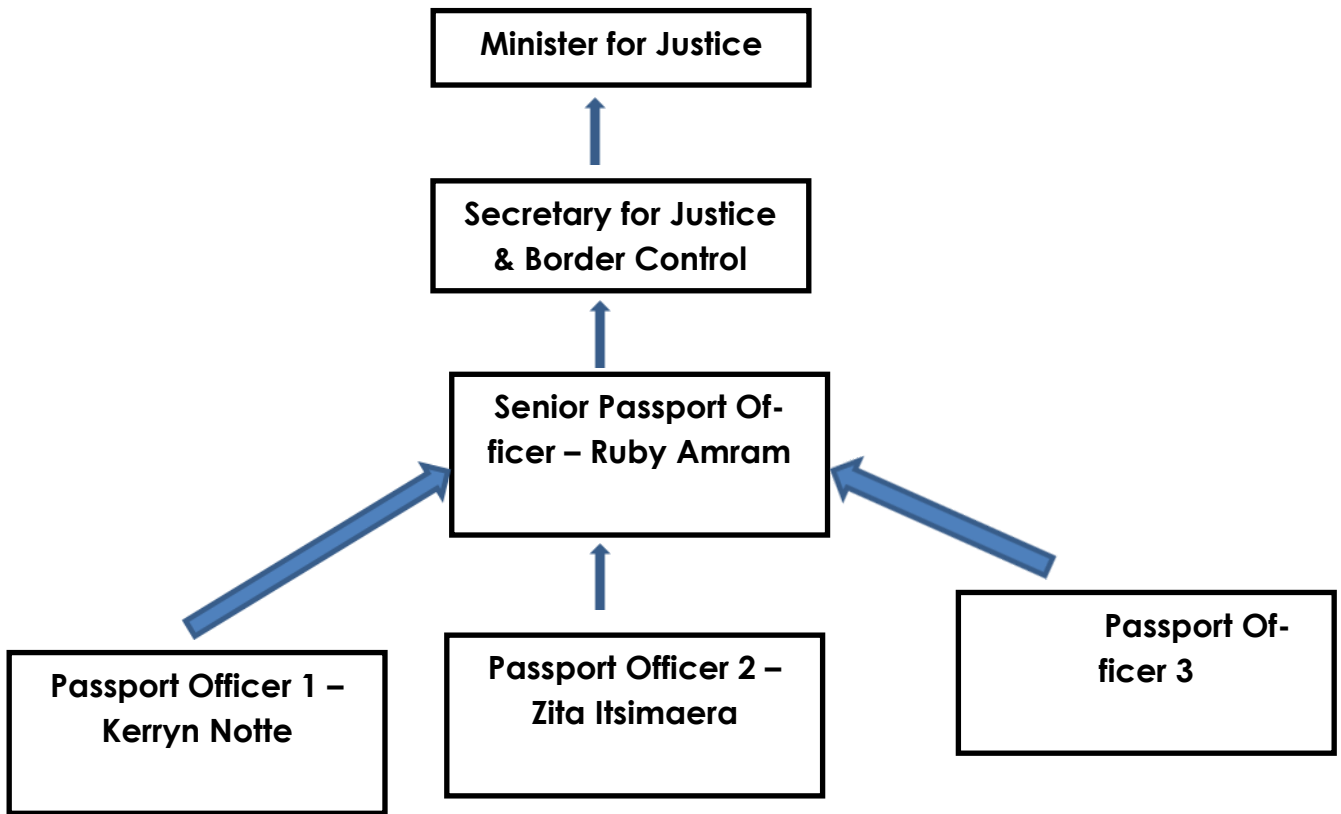 Minister for Justice
Secretary for Justice
& Border Control
Senior Passport Of-
ficer – Ruby Amram
Passport Officer 1 –
Kerryn Notte
Passport Officer 2 –
Zita Itsimaera
Passport Of-
ficer 3